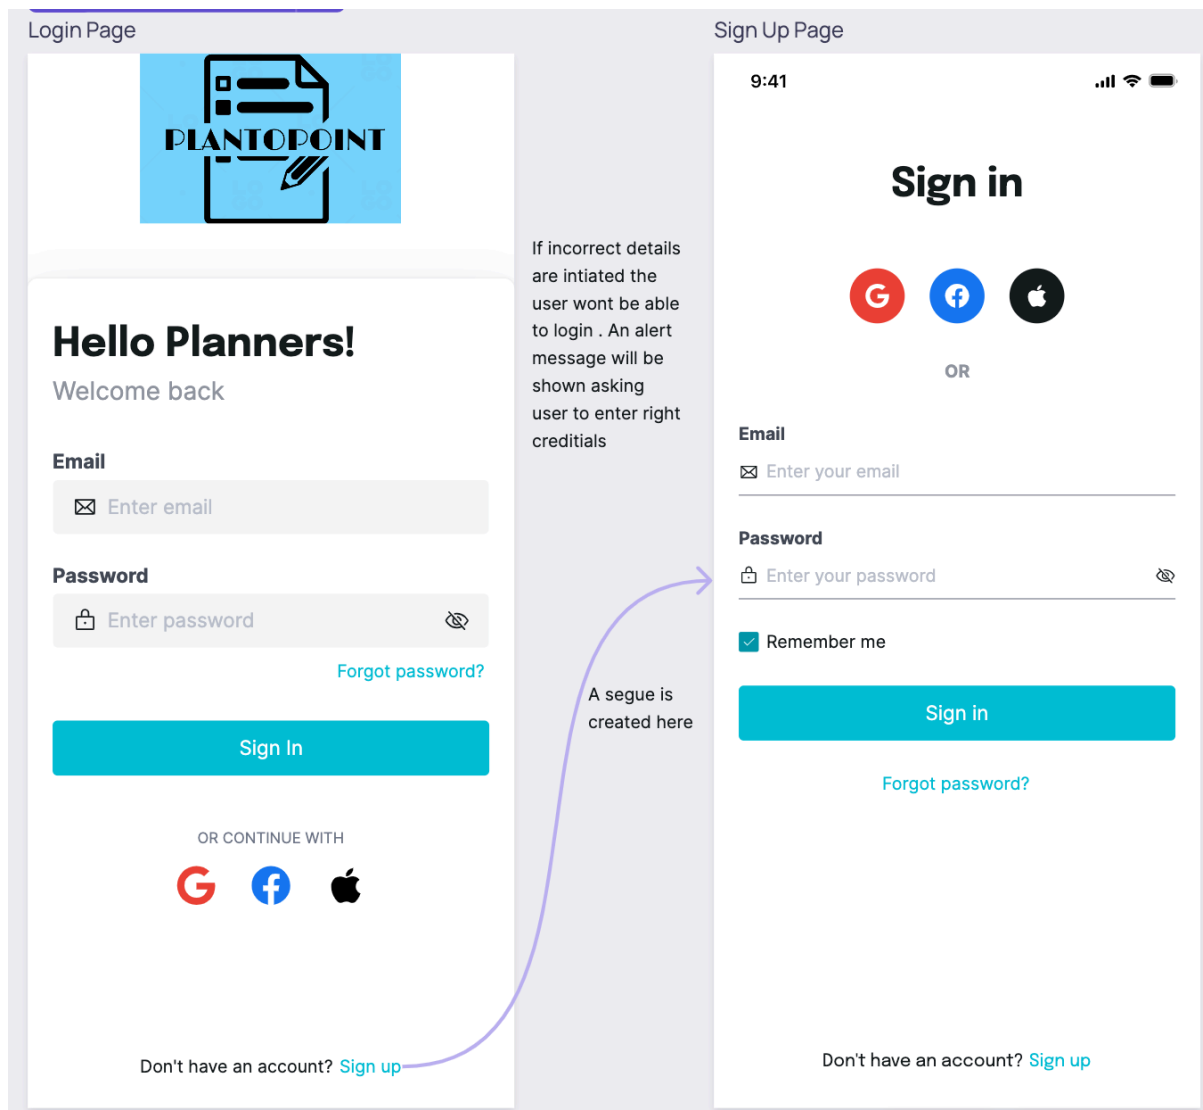 Login Page
PLANTOPOINT
Hello Planners!
Welcome back
Email
Enter email
Password
Enter password
Forgot password?
Sign In
OR CONTINUE WITH
Don't have an account? Sign up
If incorrect details
are intiated the
user wont be able
to login . An alert
message will be
shown asking
user to enter right
creditials
A segue is
created here
Sign Up Page
9:41
Sign in
OR
Email
Enter your email
Password
Enter your password
Remember me
Sign in
Forgot password?
Don't have an account? Sign up